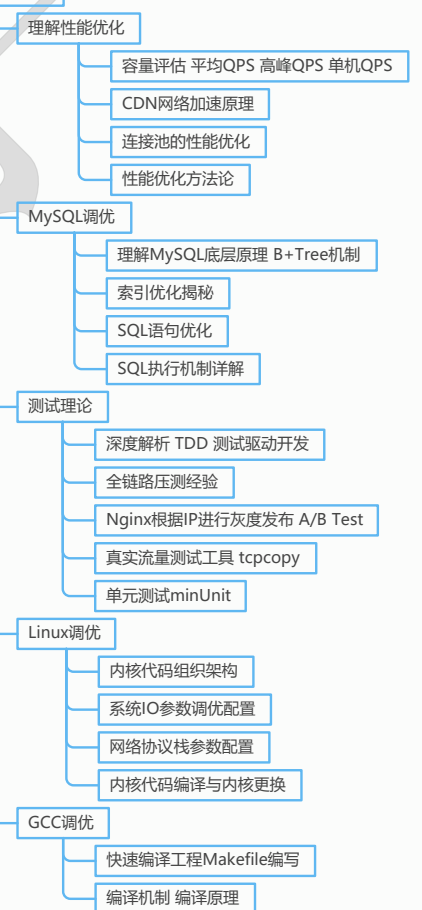 理解性能优化
容量评估 平均QPS 高峰QPS 单机QPS
CDN网络加速原理
连接池的性能优化
性能优化方法论
MySQL调优
理解MySQL底层原理 B+Tree机制
索引优化揭秘
SQL语句优化
SQL执行机制详解
测试理论
深度解析 TDD 测试驱动开发
全链路压测经验
Nginx根据IP进行灰度发布 A/B Test
真实流量测试工具 tcpcopy
单元测试minUnit
Linux调优
内核代码组织架构
系统IO参数调优配置
网络协议栈参数配置
内核代码编译与内核更换
GCC调优
快速编译工程Makefile编写
编译机制 编译原理